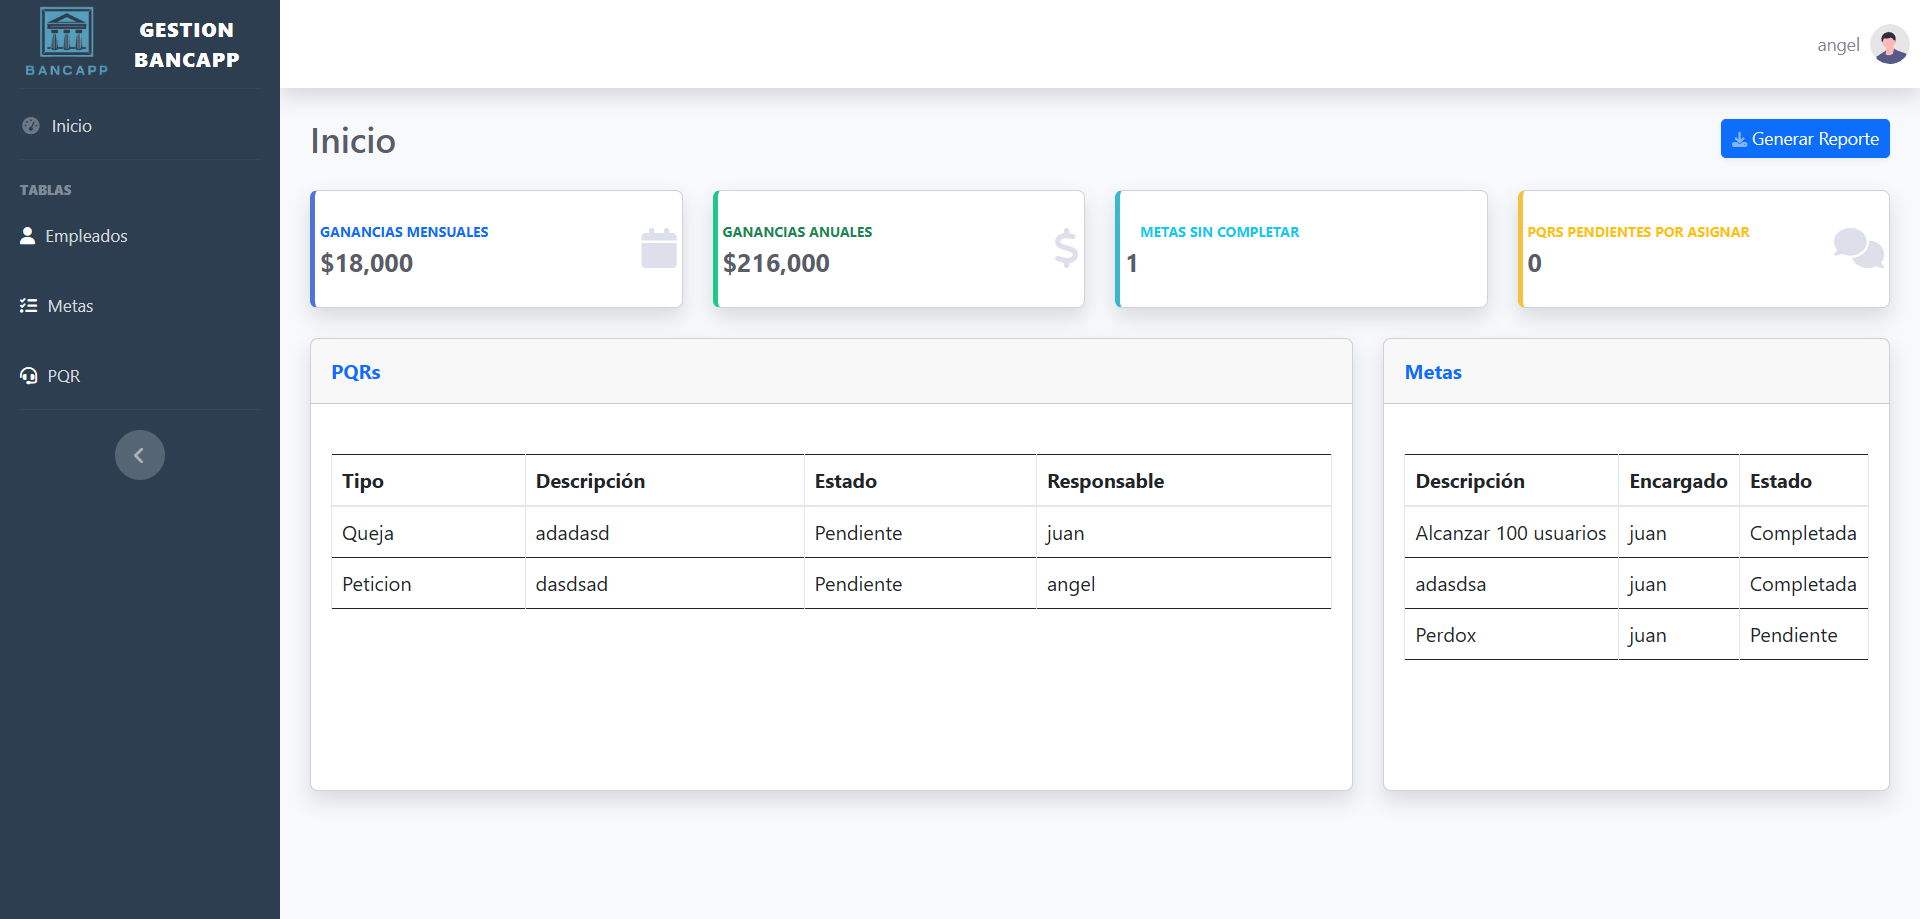 BANCAPP
GESTION
BANCAPP
Inicio
TABLAS
Empleados
Metas
PQR
angel
Inicio
Generar Reporte
GANANCIAS MENSUALES
$18,000
GANANCIAS ANUALES
$216,000
METAS SIN COMPLETAR
1
PQRS PENDIENTES POR ASIGNAR
0
PQRs
Tipo Descripción Estado Responsable
Queja adadasd Pendiente juan
Peticion dasdsad Pendiente angel
Metas
Descripción Encargado Estado
Alcanzar 100 usuarios juan Completada
adasdsa juan Completada
Perdox juan Pendiente